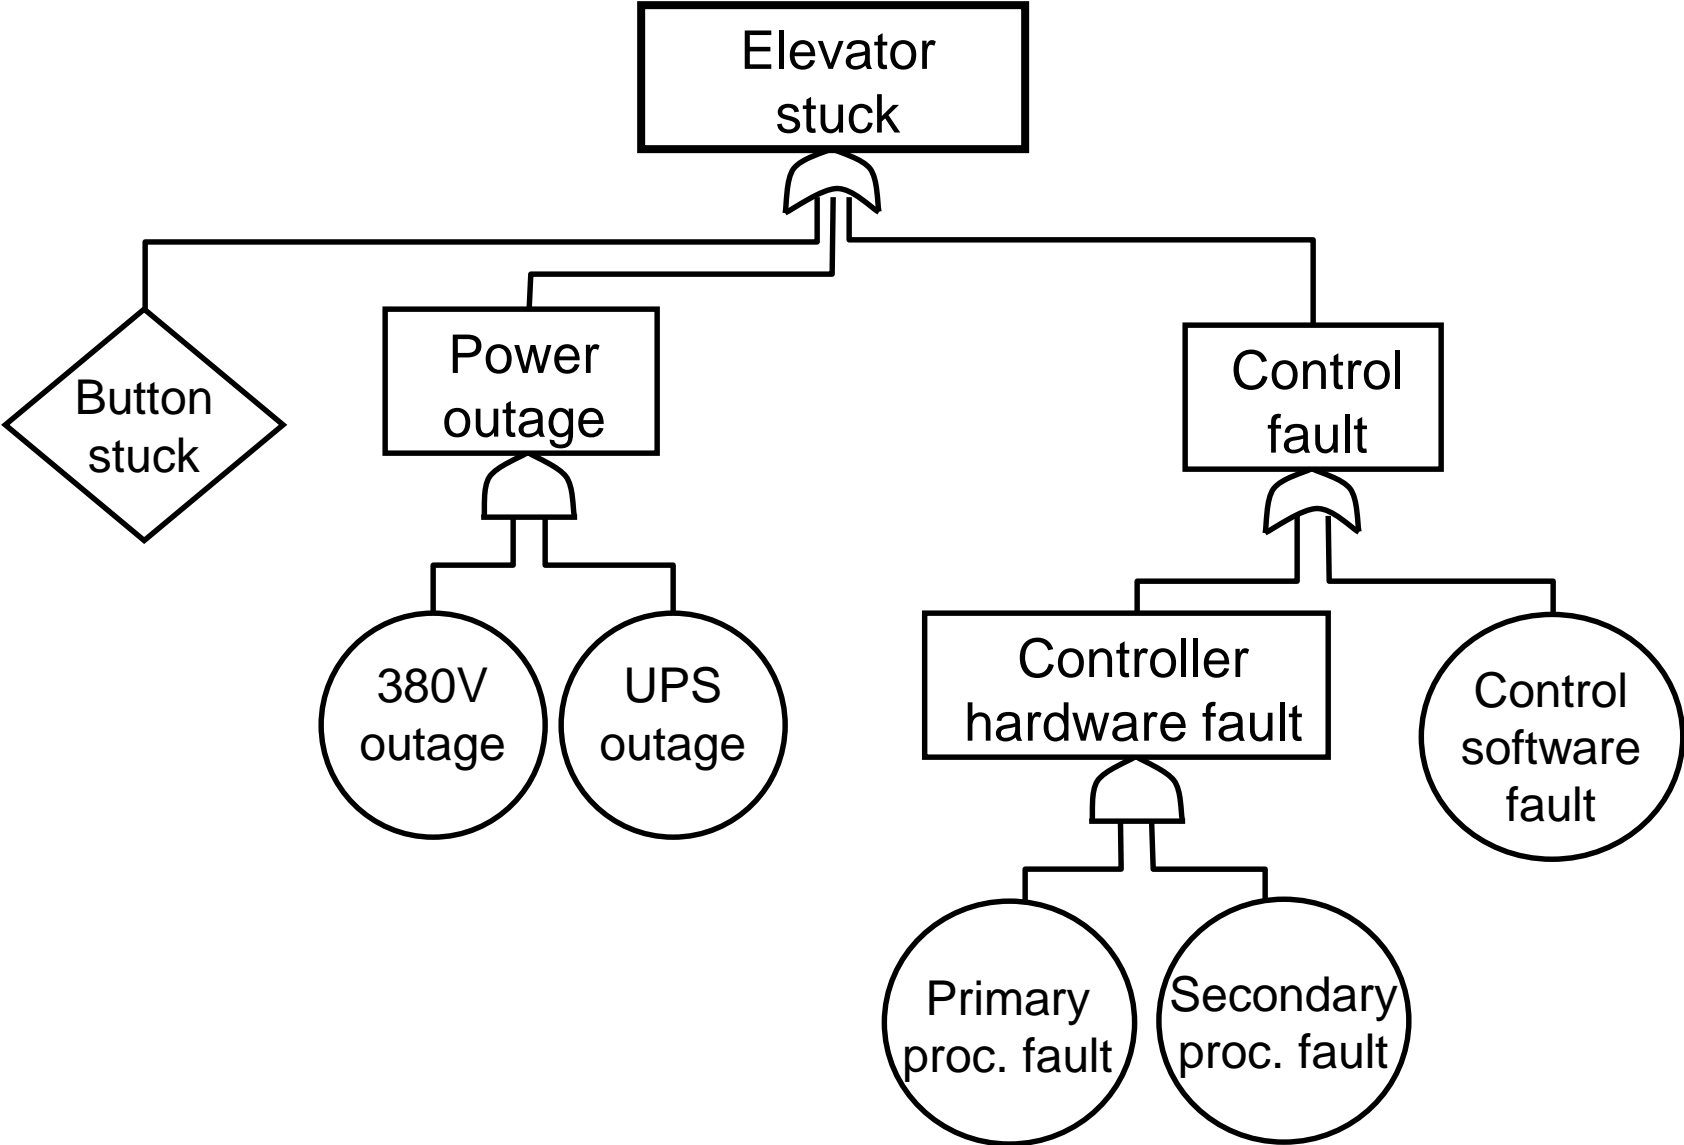 Elevator
stuck
Button
stuck
Power
outage
Control
fault
380V
outage
UPS
outage
Controller
hardware fault
Control
software
fault
Primary
proc. fault
Secondary
proc. fault